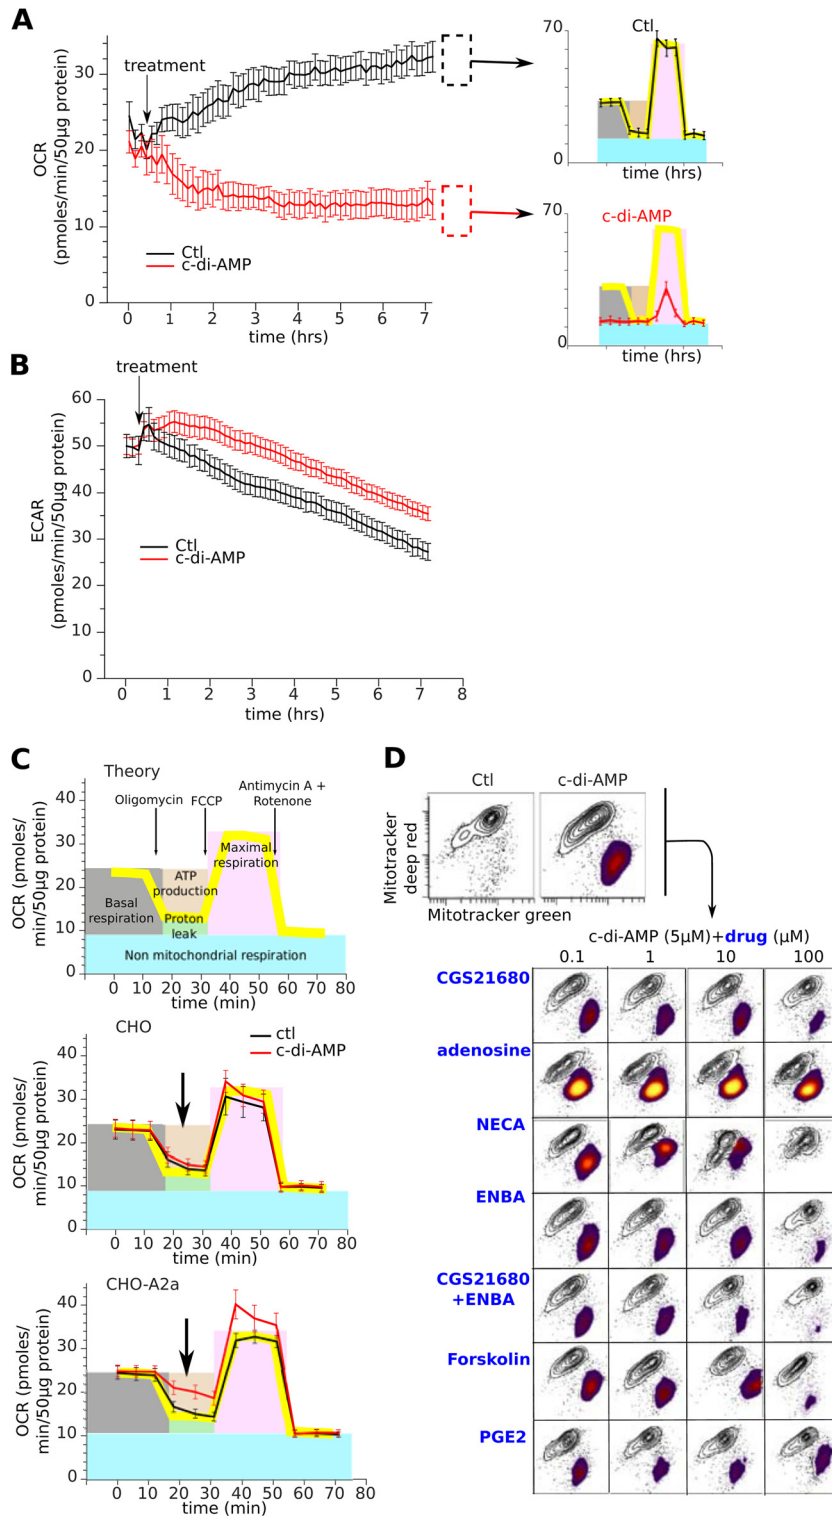 A
70
Ctl
0
time (hrs)
treatment
30
20
10
0
OCR
(pmoles/min/50µg protein)
Ctl
c-di-AMP
0 1 2 3 4 5 6 7
time (hrs)
70
c-di-AMP
0
time (hrs)
B
treatment
60
50
40
30
20
10
0
ECAR
(pmoles/min/50µg protein)
Ctl
c-di-AMP
0 1 2 3 4 5 6 7 8
time (hrs)
C
Theory
40
30
20
10
0
OCR (pmoles/
min/50µg protein)
Oligomycin
FCCP
Antimycin A +
Rotenone
Basal
respiration
ATP
production
Proton
leak
Maximal
respiration
Non mitochondrial respiration
0 10 20 30 40 50 60 70 80
time (min)
CHO
ctl
c-di-AMP
40
30
20
10
0
OCR (pmoles/
min/50µg protein)
0 10 20 30 40 50 60 70 80
time (min)
CHO-A2a
40
30
20
10
0
OCR (pmoles/
min/50µg protein)
0 10 20 30 40 50 60 70 80
time (min)
D
Ctl
c-di-AMP
Mitotracker
deep red
Mitotracker green
c-di-AMP (5µM)+drug (µM)
0.1 1 10 100
CGS21680
adenosine
NECA
ENBA
CGS21680
+ENBA
Forskolin
PGE2